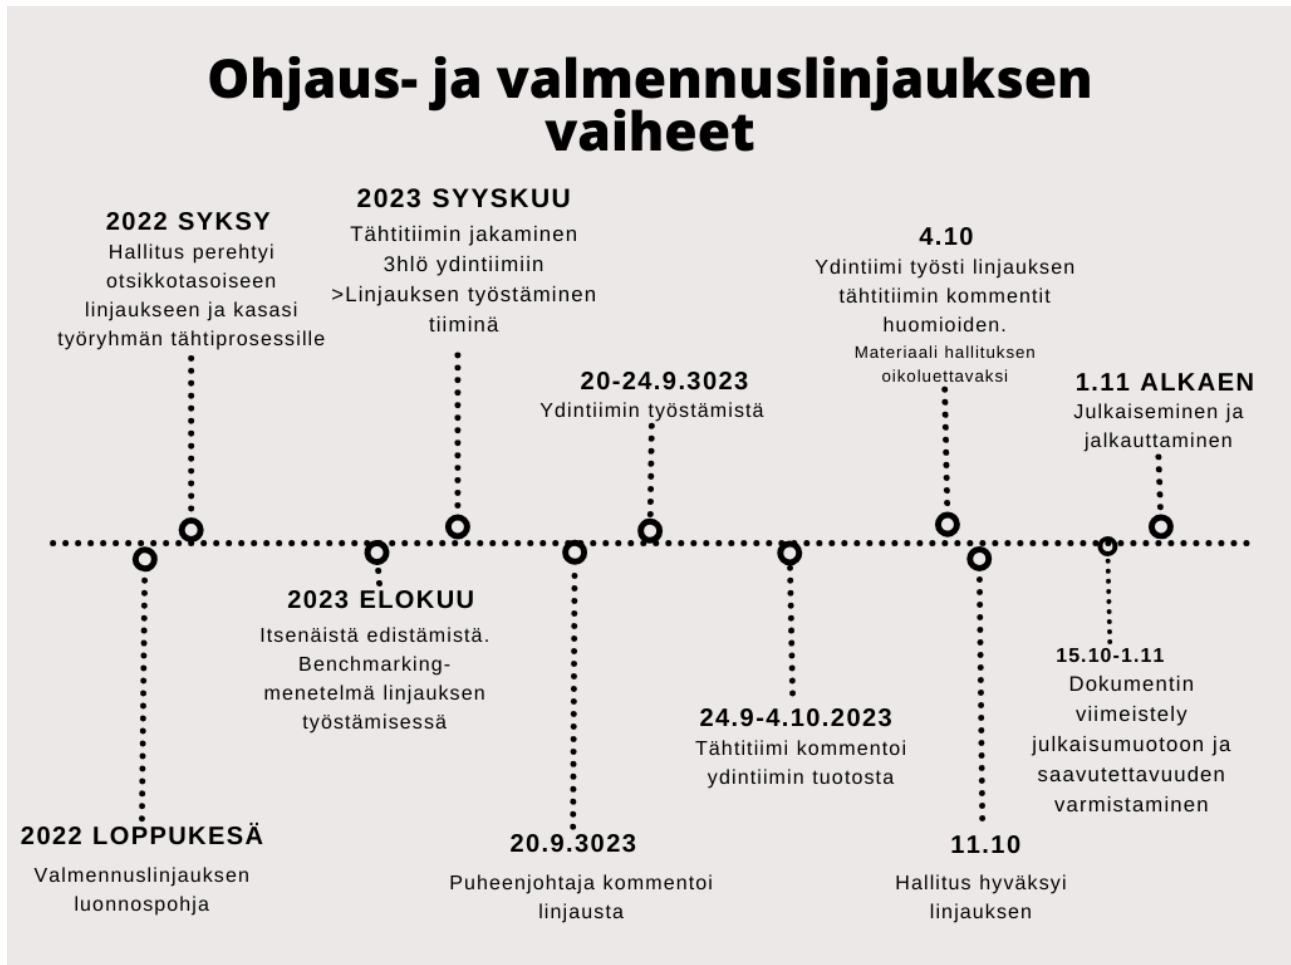 Ohjaus- ja valmennuslinjauksen
vaiheet
2022 LOPPUKESÄ
Valmennuslinjauksen
luonnospohja
2022 SYKSY
Hallitus perehtyi
otsikkotasoiseen
linjaukseen ja kasasi
työryhmän tähtiprosessille
2023 ELOKUU
Itsenäistä edistämistä.
Benchmarking-
menetelmä linjauksen
työstämisessä
2023 SYYSKUU
Tähtitiimin jakaminen
3hlö ydintiimiin
>Linjauksen työstäminen
tiiminä
20.9.3023
Puheenjohtaja kommentoi
linjausta
20-24.9.3023
Ydintiimin työstämistä
24.9-4.10.2023
Tähtitiimi kommentoi
ydintiimin tuotosta
4.10
Ydintiimi työsti linjauksen
tähtitiimin kommentit
huomioiden.
Materiaali hallituksen
oikoluettavaksi
11.10
Hallitus hyväksyi
linjauksen
15.10-1.11
Dokumentin
viimeistely
julkaisumuotoon ja
saavutettavuuden
varmistaminen
1.11 ALKAEN
Julkaiseminen ja
jalkauttaminen